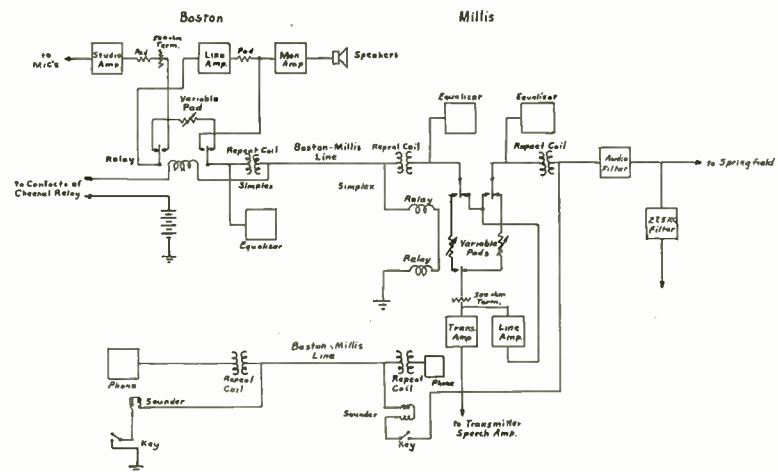 Boston
Millis
to
MIC's
Studio
Amp
Pad
500 ohm
Term.
Line
Amp.
Pad
Mon
Amp
Speakers
Variable
Pad
Relay
Repeat Coil
Boston-Millis
Line
Simplex
Equalizer
To Contacts of
Channel Relay
Equalizer
Equalizer
Repeat Coil
Repeat Coil
Simplex
Audio
Filter
to Springfield
27.5KC
Filter
Relay
Relay
Variable
Pads
500 ohm
Term.
Trans.
Amp
Line
Amp.
to Transmitter
Speech Amp.
Boston-Millis
Line
Phone
Repeat
Coil
Repeat
Coil
Phone
Sounder
Key
Sounder
Key